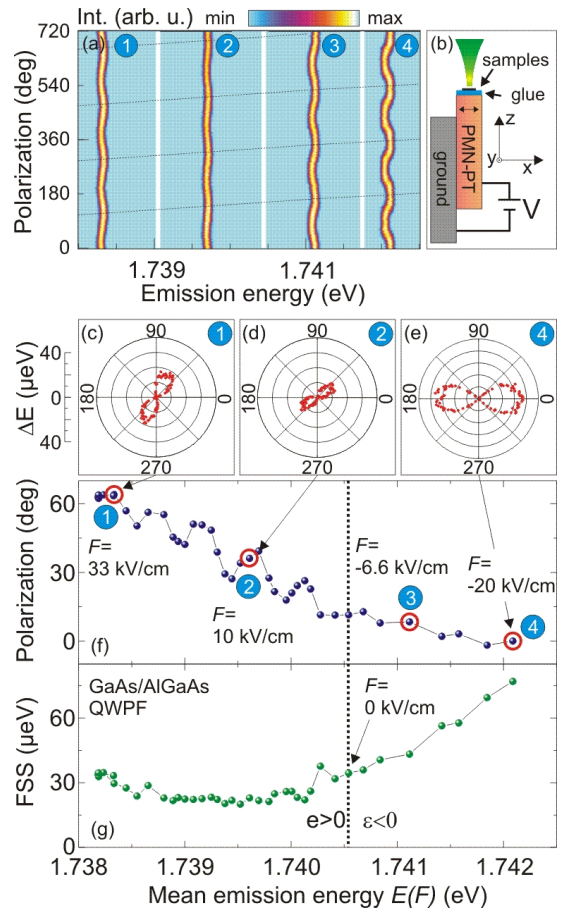 Int. (arb. u.) min max
(a) 1 2 3 4
720
540
360
180
0
Polarization (deg)
1.739 1.741
Emission energy (eV)
(b)
samples
glue
PMN-PT
ground
z
y
x
V
(c) 90 1
(d) 90 2
(e) 90 4
40
0
40
ΔE (μeV)
180 180 180 0
270 270 270
60
30
0
Polarization (deg)
1
F=
33 kV/cm
2
F=
10 kV/cm
F=
-6.6 kV/cm
3
F=
-20 kV/cm
4
(f)
GaAs/AlGaAs
QWPF
F=
0 kV/cm
60
30
0
FSS (μeV)
(g)
e>0 ε<0
1.738 1.739 1.740 1.741 1.742
Mean emission energy E(F) (eV)